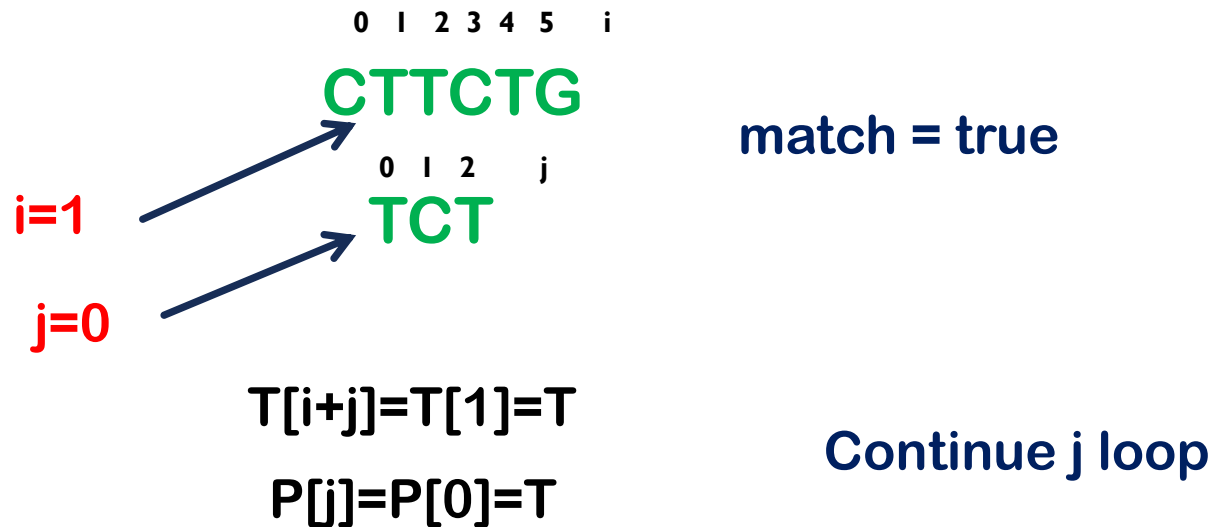 0 1 2 3 4 5 i
CTTCTG
match = true
0 1 2 j
i=1
TCT
j=0
T[i+j]=T[1]=T
Continue j loop
P[j]=P[0]=T